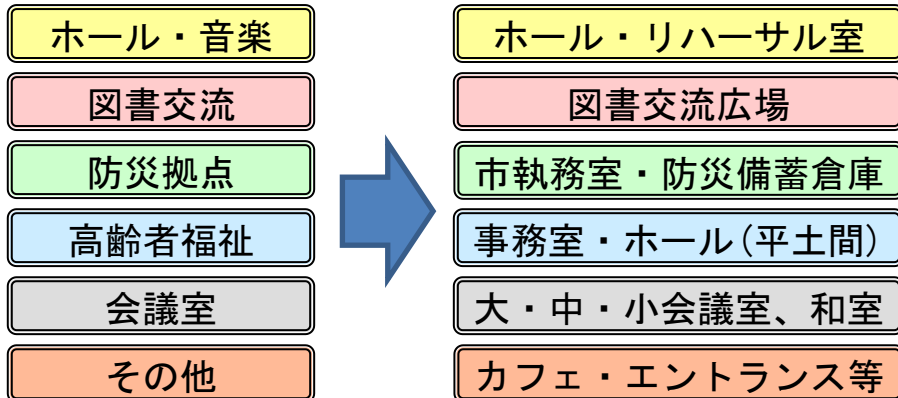 ホール・音楽
ホール・リハーサル室
図書交流
図書交流広場
防災拠点
市執務室・防災備蓄倉庫
高齢者福祉
事務室・ホール(平土間)
会議室
大・中・小会議室、和室
その他
カフェ・エントランス等